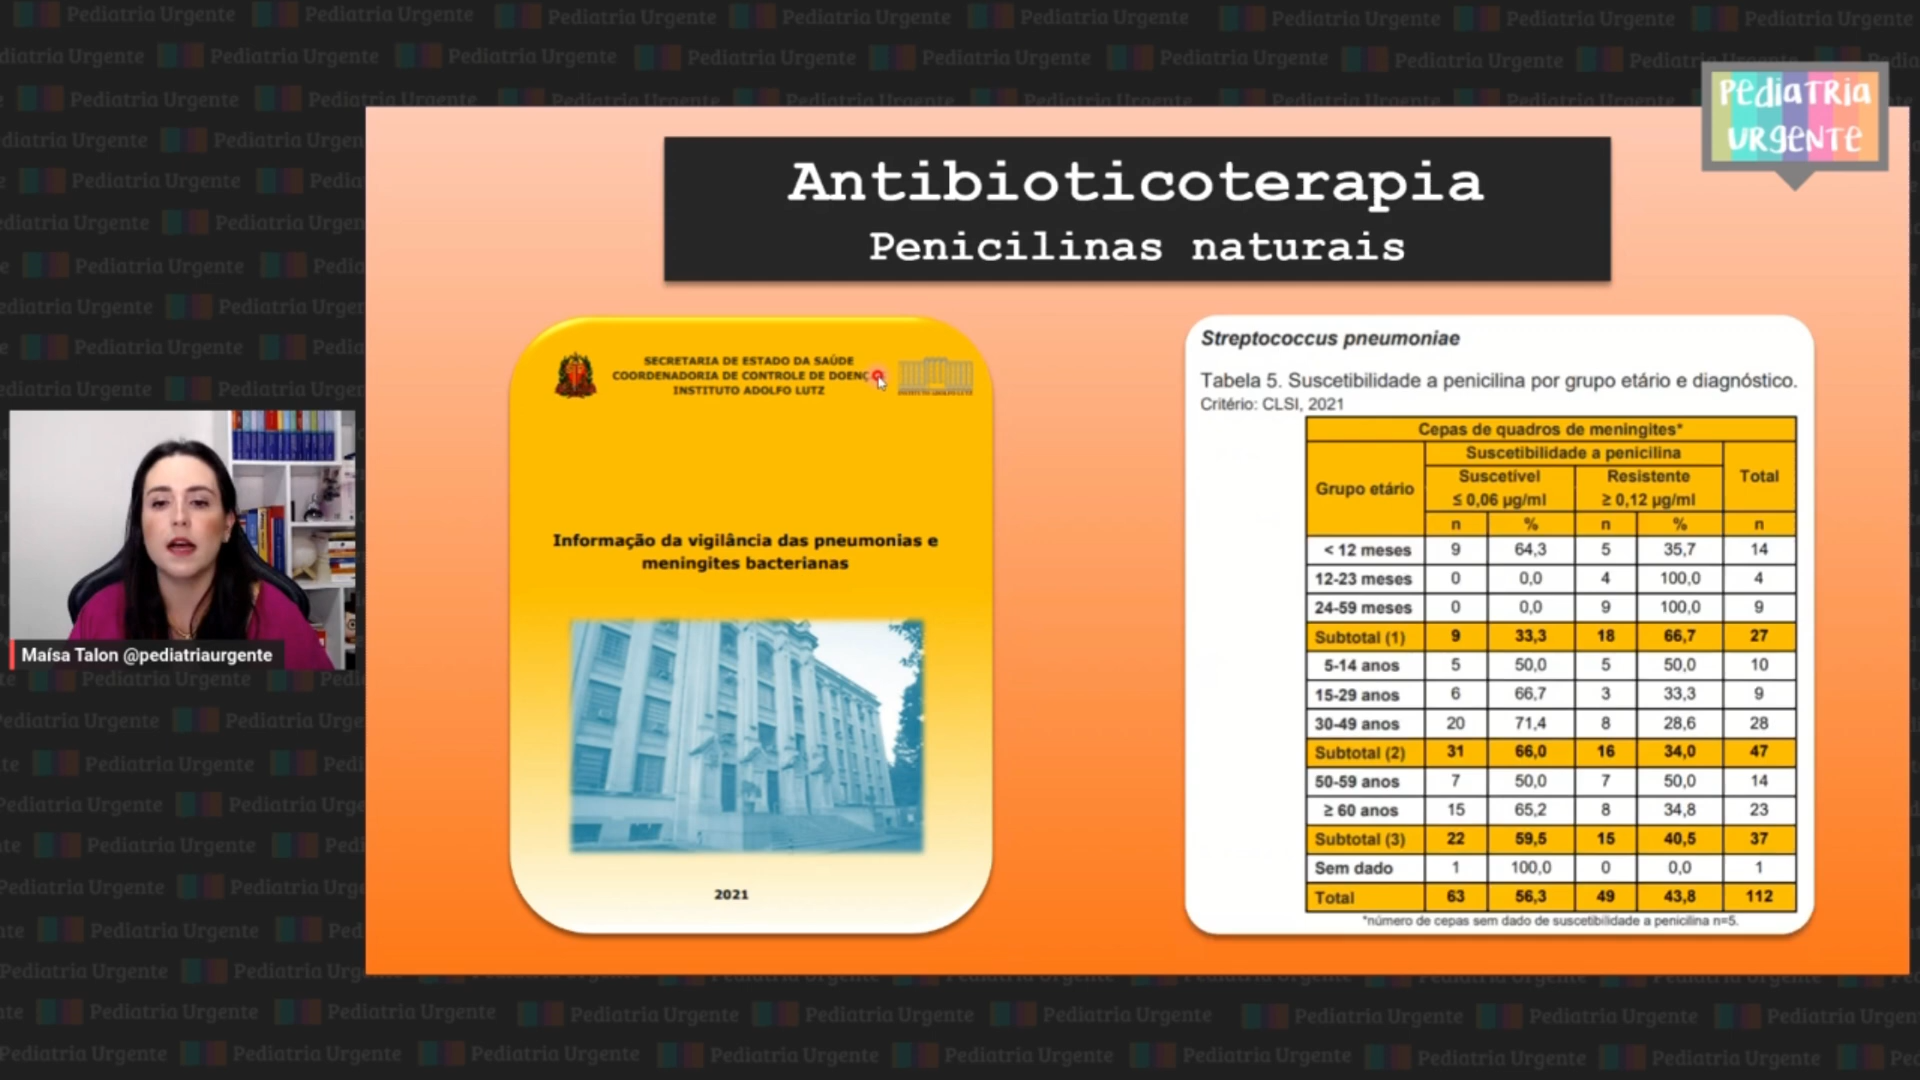 PEDIATRIA
URGENTE
Antibioticoterapia
Penicilinas naturais
SECRETARIA DE ESTADO DA SAÚDE
COORDENADORIA DE CONTROLE DE DOENÇ
INSTITUTO ADOLFO LUTZ
INSTITUTO ADOLFO LUTZ
Informação da vigilância das pneumonias e
meningites bacterianas
2021
Streptococcus pneumoniae
Tabela 5. Suscetibilidade a penicilina por grupo etário e diagnóstico.
Critério: CLSI, 2021
Cepas de quadros de meningites*
Grupo etário Suscetibilidade a penicilina Total
Suscetível Resistente
≤ 0,06 µg/ml ≥ 0,12 µg/ml
n % n % n
< 12 meses 9 64,3 5 35,7 14
12-23 meses 0 0,0 4 100,0 4
24-59 meses 0 0,0 9 100,0 9
Subtotal (1) 9 33,3 18 66,7 27
5-14 anos 5 50,0 5 50,0 10
15-29 anos 6 66,7 3 33,3 9
30-49 anos 20 71,4 8 28,6 28
Subtotal (2) 31 66,0 16 34,0 47
50-59 anos 7 50,0 7 50,0 14
≥ 60 anos 15 65,2 8 34,8 23
Subtotal (3) 22 59,5 15 40,5 37
Sem dado 1 100,0 0 0,0 1
Total 63 56,3 49 43,8 112
*número de cepas sem dado de suscetibilidade a penicilina n=5.
Maísa Talon @pediatriaurgente
Pediatria Urgente